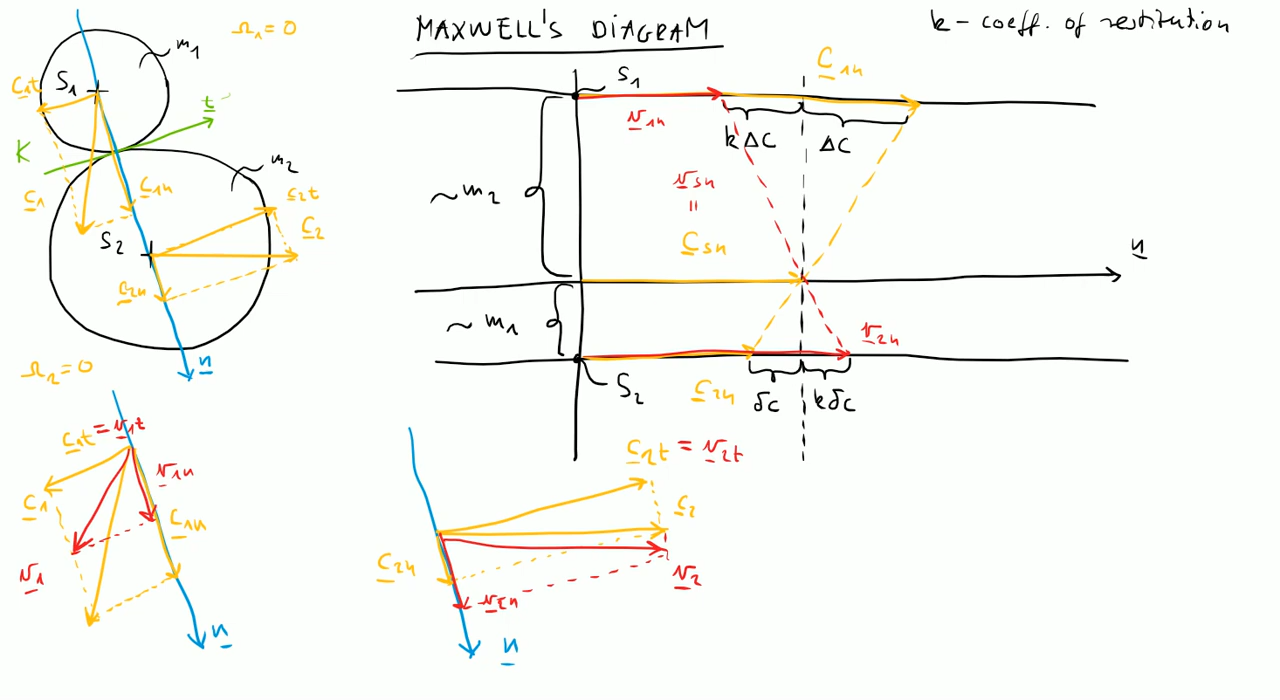 MAXWELL'S DIAGRAM
k - coeff. of restitution
Ω₁=0
m₁
S₁
c₁t
t
K
m₂
c₁
c₁n
S₂
c₂t
c₂
c₂n
n
Ω₂=0
S₁
C₁n
v₁n
kΔC
ΔC
~m₂
v_Sn
=
C_Sn
n
~m₁
v₂n
S₂
C₂n
δc
kδc
c₁t = v₁t
v₁n
c₁
c₁n
v₁
n
c₂t = v₂t
c₂
c₂n
v₂
v₂n
n